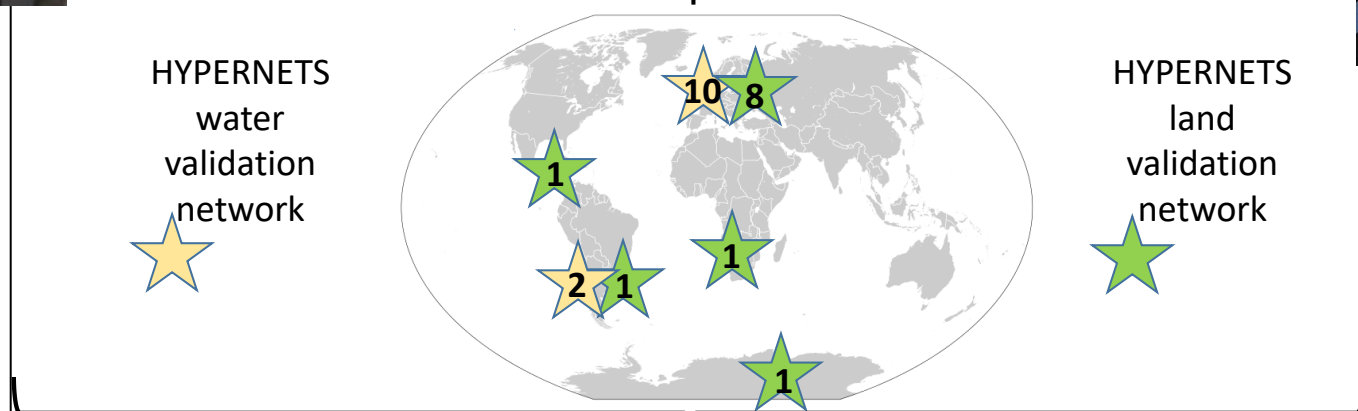 HYPERNETS
water
validation
network
10
8
1
2
1
1
1
HYPERNETS
land
validation
network